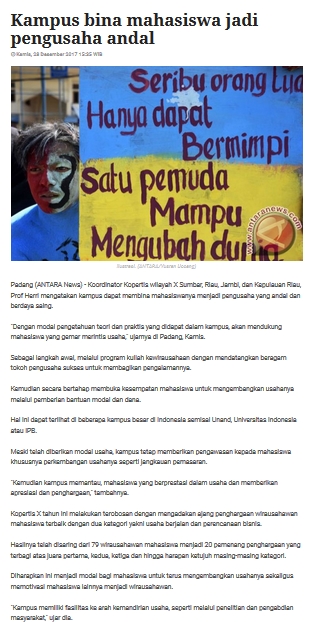 Kampus bina mahasiswa jadi
pengusaha andal
Kamis, 28 Desember 2017 13:35 WIB
Seribu orang tua
Hanya dapat
Bermimpi
Satu pemuda
Mampu
Mengubah dunia
www.antaranews.com
Ilustrasi. (ANTARA/Yusran Uccang)
Padang (ANTARA News) - Koordinator Kopertis wilayah X Sumbar, Riau, Jambi, dan Kepulauan Riau,
Prof Herri mengatakan kampus dapat membina mahasiswanya menjadi pengusaha yang andal dan
berdaya saing.
"Dengan modal pengetahuan teori dan praktis yang didapat dalam kampus, akan mendukung
mahasiswa yang gemar merintis usaha," ujarnya di Padang, Kamis.
Sebagai langkah awal, melalui program kuliah kewirausahaan dengan mendatangkan beragam
tokoh pengusaha sukses untuk membagikan pengalamannya.
Kemudian secara bertahap membuka kesempatan mahasiswa untuk mengembangkan usahanya
melalui pemberian bantuan modal dan dana.
Hal ini dapat terlihat di beberapa kampus besar di Indonesia semisal Unand, Universitas Indonesia
atau IPB.
Meski telah diberikan modal usaha, kampus tetap memberikan pengawasan kepada mahasiswa
khususnya perkembangan usahanya seperti jangkauan pemasaran.
"Kemudian kampus memantau, mahasiswa yang berprestasi dalam usaha dan memberikan
apresiasi dan penghargaan," tambahnya.
Kopertis X tahun ini melakukan terobosan dengan mengadakan ajang penghargaan wirausahawan
mahasiswa terbaik dengan dua kategori yakni usaha berjalan dan perencanaan bisnis.
Hasilnya telah disaring dari 79 wirausahawan mahasiswa menjadi 20 pemenang penghargaan yang
terbagi atas juara pertama, kedua, ketiga dan hingga harapan ketujuh masing-masing kategori.
Diharapkan ini menjadi modal bagi mahasiswa untuk terus mengembangkan usahanya sekaligus
memotivasi mahasiswa lainnya menjadi wirausahawan.
"Kampus memiliki fasilitas ke arah kemandirian usaha, seperti melalui penelitian dan pengabdian
masyarakat," ujar dia.